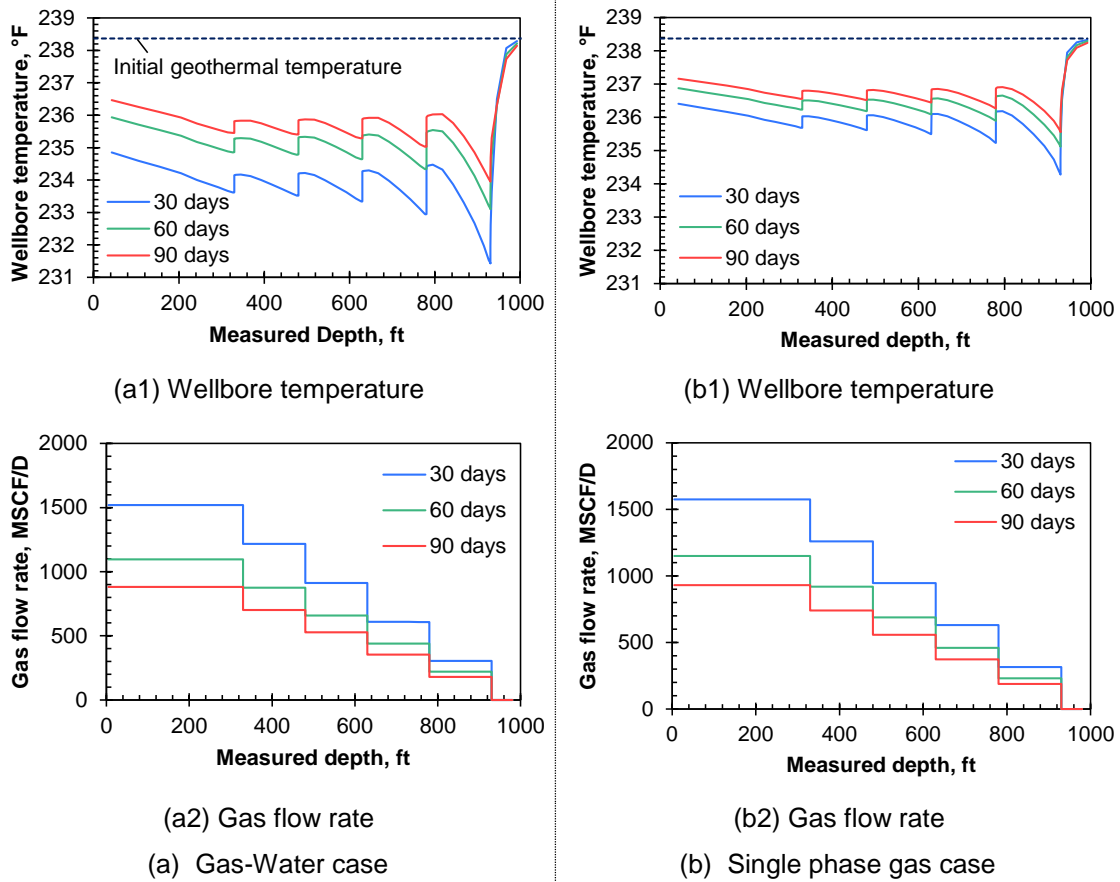 239
238
237
236
235
234
233
232
231
Wellbore temperature, °F
Initial geothermal temperature
30 days
60 days
90 days
0
200
400
600
800
1000
Measured Depth, ft
(a1) Wellbore temperature
239
238
237
236
235
234
233
232
231
Wellbore temperature, °F
30 days
60 days
90 days
0
200
400
600
800
1000
Measured depth, ft
(b1) Wellbore temperature
2000
1500
1000
500
0
Gas flow rate, MSCF/D
30 days
60 days
90 days
0
200
400
600
800
1000
Measured depth, ft
(a2) Gas flow rate
(a) Gas-Water case
2000
1500
1000
500
0
Gas flow rate, MSCF/D
30 days
60 days
90 days
0
200
400
600
800
1000
Measured depth, ft
(b2) Gas flow rate
(b) Single phase gas case